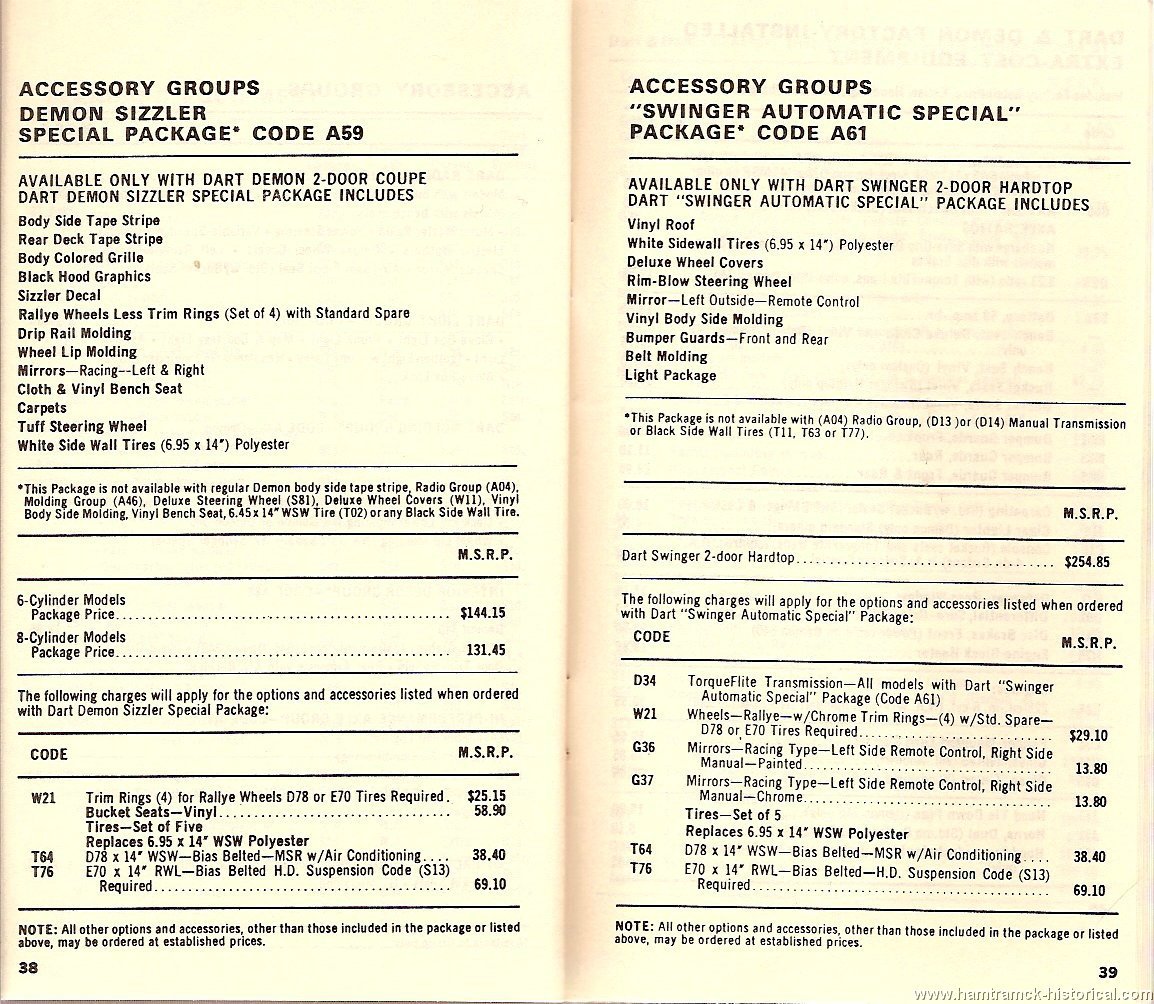 ACCESSORY GROUPS
DEMON SIZZLER
SPECIAL PACKAGE* CODE A59
AVAILABLE ONLY WITH DART DEMON 2-DOOR COUPE
DART DEMON SIZZLER SPECIAL PACKAGE INCLUDES
Body Side Tape Stripe
Rear Deck Tape Stripe
Body Colored Grille
Black Hood Graphics
Sizzler Decal
Rallye Wheels Less Trim Rings (Set of 4) with Standard Spare
Drip Rail Molding
Wheel Lip Molding
Mirrors—Racing--Left & Right
Cloth & Vinyl Bench Seat
Carpets
Tuff Steering Wheel
White Side Wall Tires (6.95 x 14") Polyester
*This Package is not available with regular Demon body side tape stripe, Radio Group (A04),
Molding Group (A46), Deluxe Steering Wheel (S81), Deluxe Wheel Covers (W11), Vinyl
Body Side Molding, Vinyl Bench Seat, 6.45 x 14" WSW Tire (T02) or any Black Side Wall Tire.
M.S.R.P.
6-Cylinder Models
Package Price.................................................. $144.15
8-Cylinder Models
Package Price.................................................. 131.45
The following charges will apply for the options and accessories listed when ordered
with Dart Demon Sizzler Special Package:
CODE M.S.R.P.
W21 Trim Rings (4) for Rallye Wheels D78 or E70 Tires Required. $25.15
Bucket Seats—Vinyl.................................. 58.90
Tires—Set of Five
Replaces 6.95 x 14" WSW Polyester
T64 D78 x 14" WSW—Bias Belted—MSR w/Air Conditioning.... 38.40
T76 E70 x 14" RWL—Bias Belted H.D. Suspension Code (S13)
Required............................................ 69.10
NOTE: All other options and accessories, other than those included in the package or listed
above, may be ordered at established prices.
38
ACCESSORY GROUPS
"SWINGER AUTOMATIC SPECIAL"
PACKAGE* CODE A61
AVAILABLE ONLY WITH DART SWINGER 2-DOOR HARDTOP
DART "SWINGER AUTOMATIC SPECIAL" PACKAGE INCLUDES
Vinyl Roof
White Sidewall Tires (6.95 x 14") Polyester
Deluxe Wheel Covers
Rim-Blow Steering Wheel
Mirror—Left Outside—Remote Control
Vinyl Body Side Molding
Bumper Guards—Front and Rear
Belt Molding
Light Package
*This Package is not available with (A04) Radio Group, (D13 )or (D14) Manual Transmission
or Black Side Wall Tires (T11, T63 or T77).
M.S.R.P.
Dart Swinger 2-door Hardtop...................................... $254.85
The following charges will apply for the options and accessories listed when ordered
with Dart "Swinger Automatic Special" Package:
CODE M.S.R.P.
D34 TorqueFlite Transmission—All models with Dart "Swinger
Automatic Special" Package (Code A61)
W21 Wheels—Rallye—w/Chrome Trim Rings—(4) w/Std. Spare—
D78 or E70 Tires Required............................ $29.10
G36 Mirrors—Racing Type—Left Side Remote Control, Right Side
Manual—Painted.................................... 13.80
G37 Mirrors—Racing Type—Left Side Remote Control, Right Side
Manual—Chrome..................................... 13.80
Tires—Set of 5
Replaces 6.95 x 14" WSW Polyester
T64 D78 x 14" WSW—Bias Belted—MSR w/Air Conditioning.... 38.40
T76 E70 x 14" RWL—Bias Belted—H.D. Suspension Code (S13)
Required............................................ 69.10
NOTE: All other options and accessories, other than those included in the package or listed
above, may be ordered at established prices.
39
www.hamtramck-historical.com